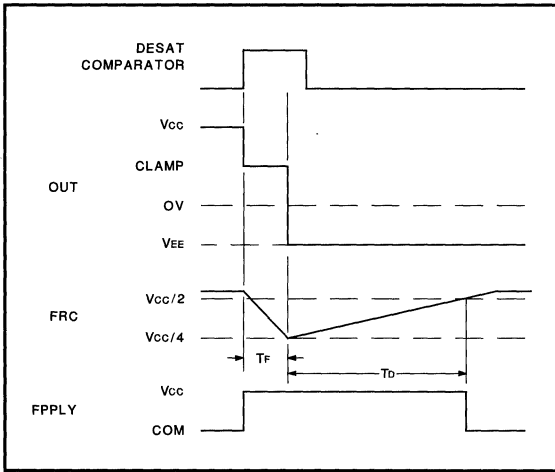 DESAT
COMPARATOR
Vcc
CLAMP
OUT
OV
VEE
FRC
Vcc/2
Vcc/4
TF
TD
Vcc
FPPLY
COM